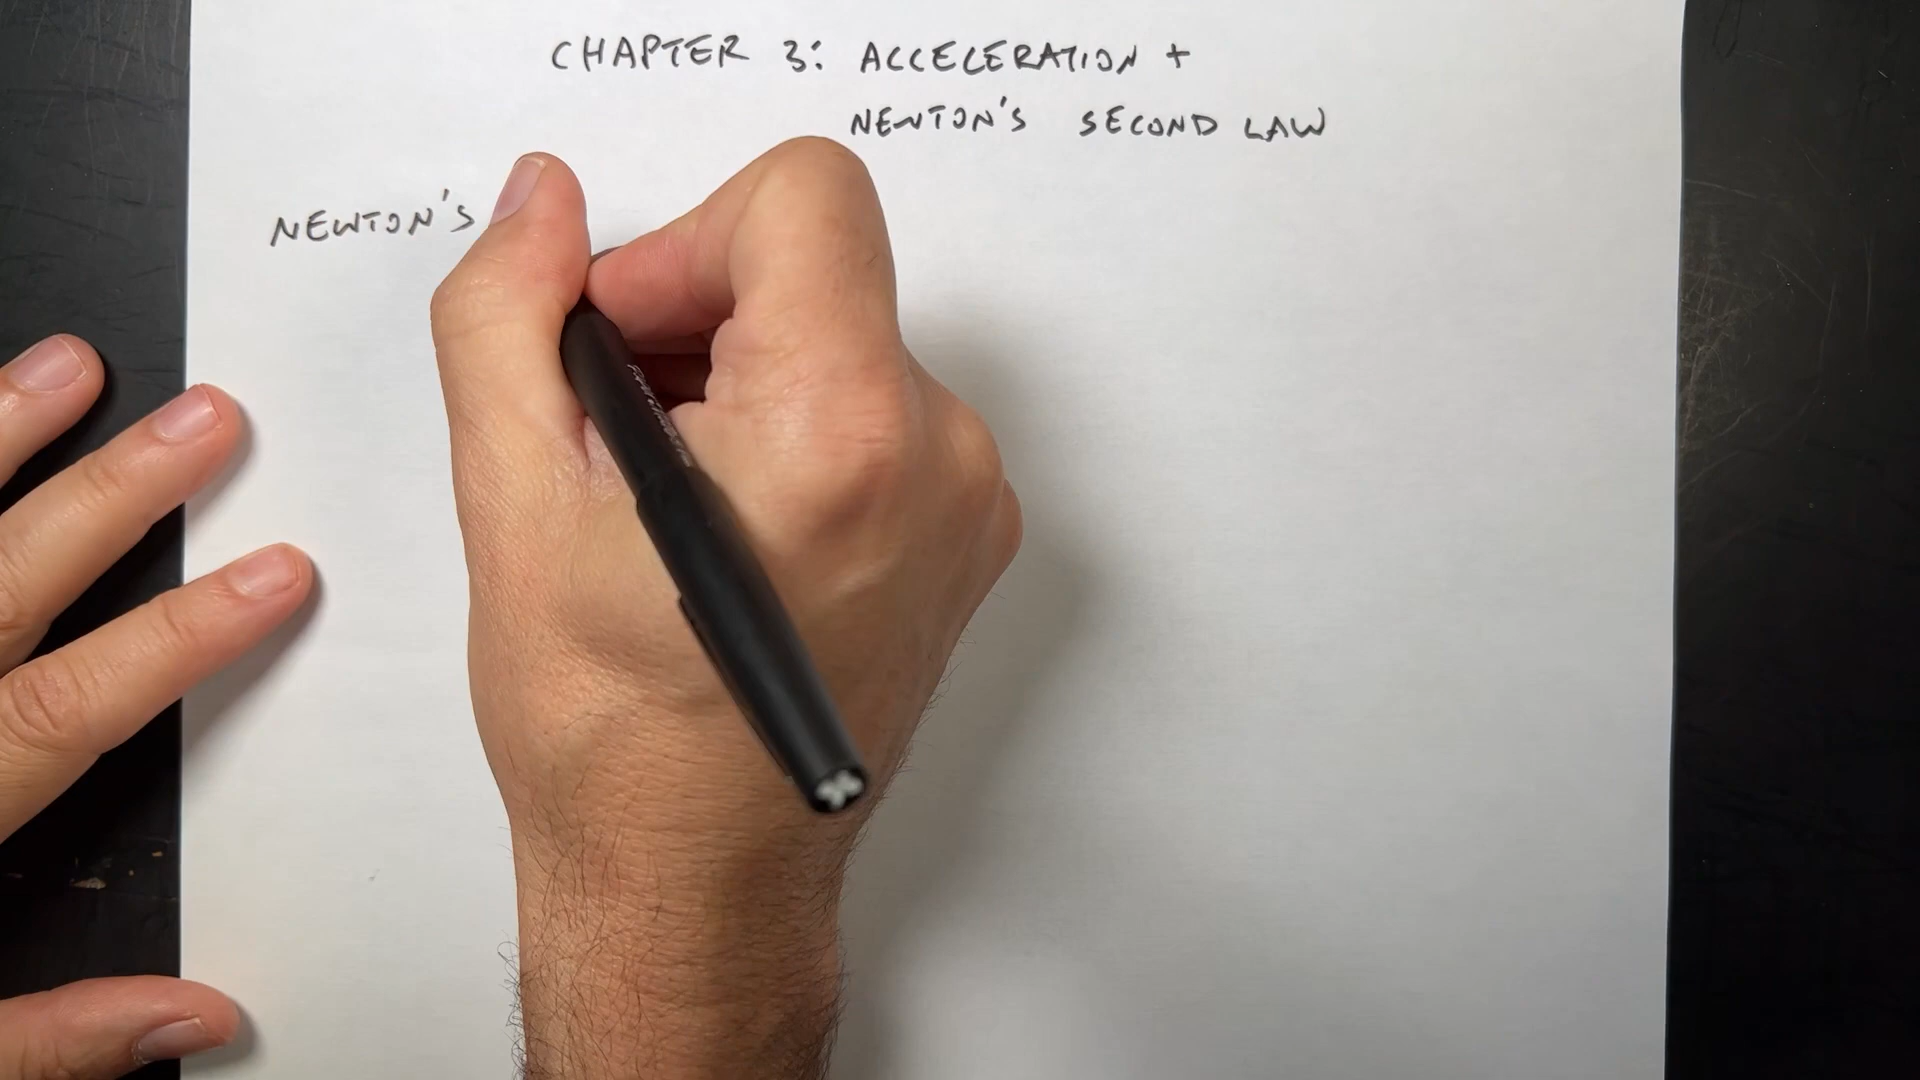 CHAPTER 3: ACCELERATION +
NEWTON'S SECOND LAW
NEWTON'S